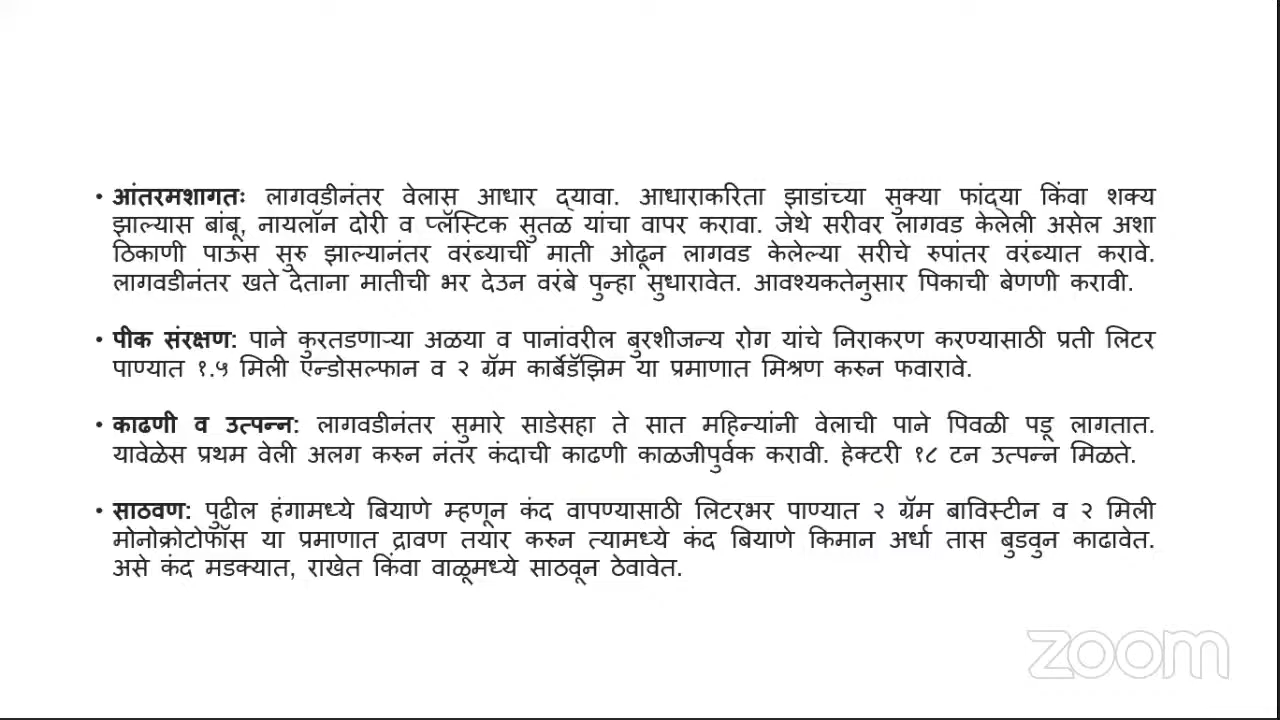 • आंतरमशागतः लागवडीनंतर वेलास आधार द्यावा. आधाराकरिता झाडांच्या सुक्या फांद्या किंवा शक्य
झाल्यास बांबू, नायलॉन दोरी व प्लॅस्टिक सुतळ यांचा वापर करावा. जेथे सरीवर लागवड केलेली असेल अशा
ठिकाणी पाऊस सुरु झाल्यानंतर वरंब्याची माती ओढून लागवड केलेल्या सरीचे रुपांतर वरंब्यात करावे.
लागवडीनंतर खते देताना मातीची भर देउन वरंबे पुन्हा सुधारावेत. आवश्यकतेनुसार पिकाची बेणणी करावी.
• पीक संरक्षण: पाने कुरतडणाऱ्या अळया व पानांवरील बुरशीजन्य रोग यांचे निराकरण करण्यासाठी प्रती लिटर
पाण्यात १.५ मिली एन्डोसल्फान व २ ग्रॅम कार्बेडॅझिम या प्रमाणात मिश्रण करुन फवारावे.
• काढणी व उत्पन्न: लागवडीनंतर सुमारे साडेसहा ते सात महिन्यांनी वेलाची पाने पिवळी पडू लागतात.
यावेळेस प्रथम वेली अलग करुन नंतर कंदाची काढणी काळजीपुर्वक करावी. हेक्टरी १८ टन उत्पन्न मिळते.
• साठवण: पुढील हंगामध्ये बियाणे म्हणून कंद वापण्यासाठी लिटरभर पाण्यात २ ग्रॅम बाविस्टीन व २ मिली
मोनोक्रोटोफॉस या प्रमाणात द्रावण तयार करुन त्यामध्ये कंद बियाणे किमान अर्धा तास बुडवुन काढावेत.
असे कंद मडक्यात, राखेत किंवा वाळूमध्ये साठवून ठेवावेत.
zoom